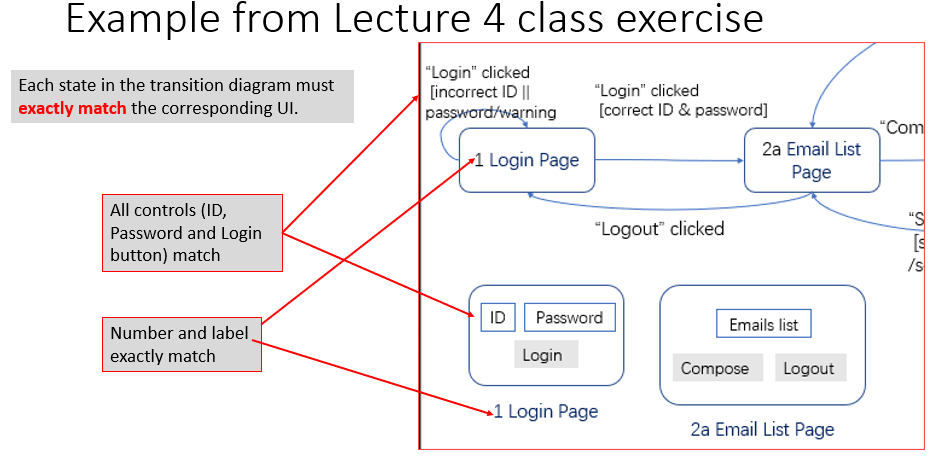 Example from Lecture 4 class exercise
Each state in the transition diagram must
exactly match the corresponding UI.
All controls (ID,
Password and Login
button) match
Number and label
exactly match
“Login” clicked
[incorrect ID ||
password/warning
“Login” clicked
[correct ID & password]
1 Login Page
2a Email List
Page
“Com
“Logout” clicked
“S
[s
/s
ID
Password
Login
1 Login Page
Emails list
Compose
Logout
2a Email List Page